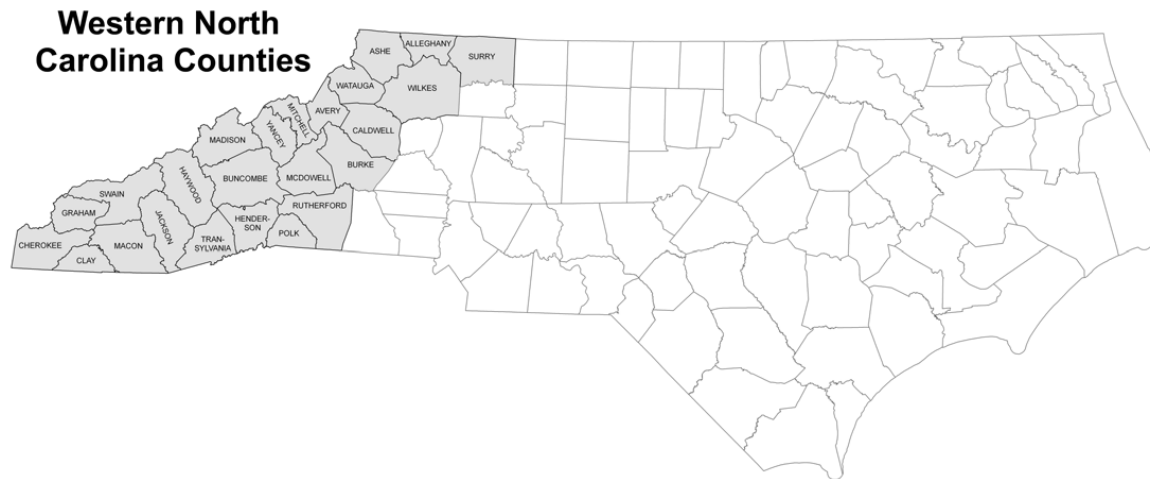 Western North
Carolina Counties
ASHE
ALLEGHANY
SURRY
WATAUGA
WILKES
MITCHELL
AVERY
YANCEY
CALDWELL
MADISON
BURKE
HAYWOOD
BUNCOMBE
MCDOWELL
SWAIN
RUTHERFORD
GRAHAM
JACKSON
HENDER-
SON
POLK
CHEROKEE
MACON
TRAN-
SYLVANIA
CLAY